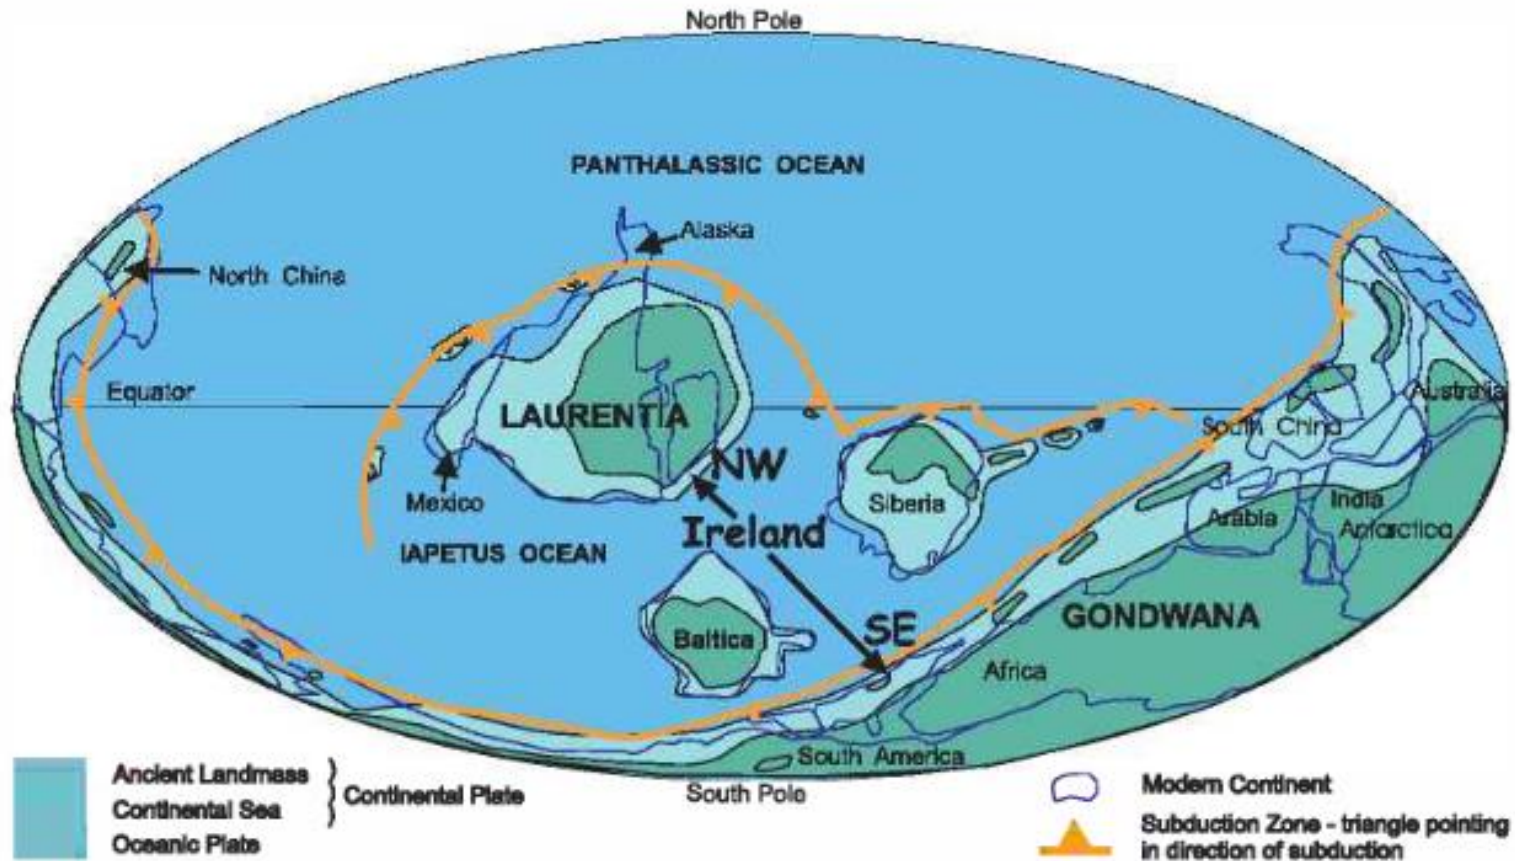 North Pole
PANTHALASSIC OCEAN
Alaska
North China
Equator
LAURENTIA
Australia
South China
NW
Mexico
Siberia
India
Arabia
Antarctica
Ireland
IAPETUS OCEAN
GONDWANA
SE
Baltica
Africa
South America
South Pole
Ancient Landmass
Continental Sea
Continental Plate
Oceanic Plate
Modern Continent
Subduction Zone - triangle pointing
in direction of subduction